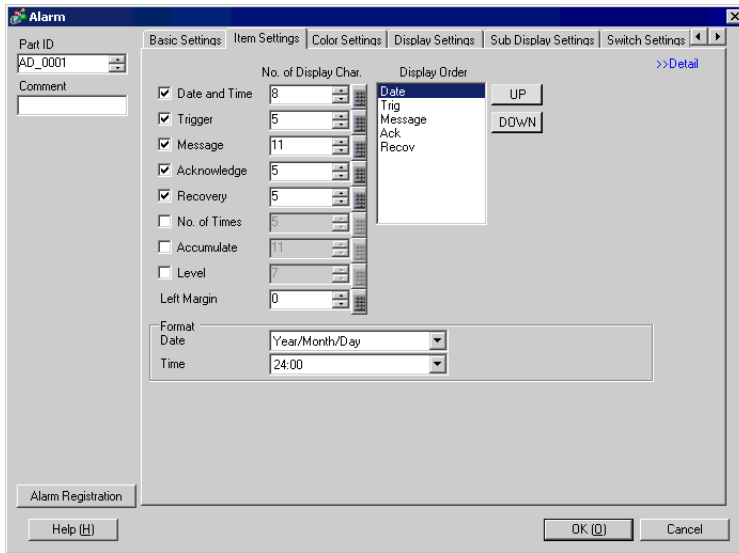 Alarm
Part ID
AD_0001
Comment
Basic Settings Item Settings Color Settings Display Settings Sub Display Settings Switch Settings
>>Detail
No. of Display Char. Display Order
Date and Time 8
Trigger 5
Message 11
Acknowledge 5
Recovery 5
No. of Times 5
Accumulate 11
Level 7
Left Margin 0
Date
Trig
Message
Ack
Recov
UP
DOWN
Format
Date Year/Month/Day
Time 24:00
Alarm Registration
Help (H) OK (O) Cancel